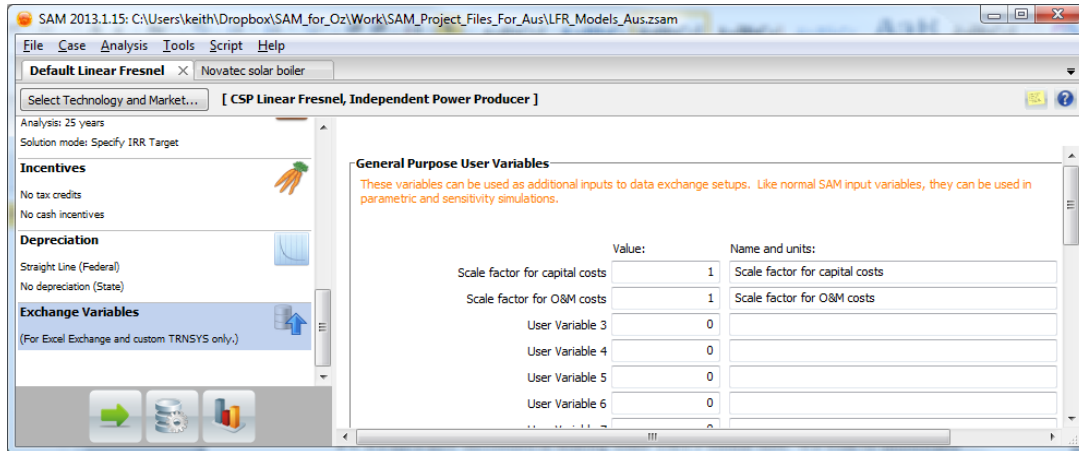 SAM 2013.1.15: C:\Users\keith\Dropbox\SAM_for_Oz\Work\SAM_Project_Files_For_Aus\LFR_Models_Aus.zsam
File Case Analysis Tools Script Help
Default Linear Fresnel Novatec solar boiler
Select Technology and Market... [ CSP Linear Fresnel, Independent Power Producer ]
Analysis: 25 years
Solution mode: Specify IRR Target
Incentives
No tax credits
No cash incentives
Depreciation
Straight Line (Federal)
No depreciation (State)
Exchange Variables
(For Excel Exchange and custom TRNSYS only.)
General Purpose User Variables
These variables can be used as additional inputs to data exchange setups. Like normal SAM input variables, they can be used in
parametric and sensitivity simulations.
Value: Name and units:
Scale factor for capital costs 1 Scale factor for capital costs
Scale factor for O&M costs 1 Scale factor for O&M costs
User Variable 3 0
User Variable 4 0
User Variable 5 0
User Variable 6 0